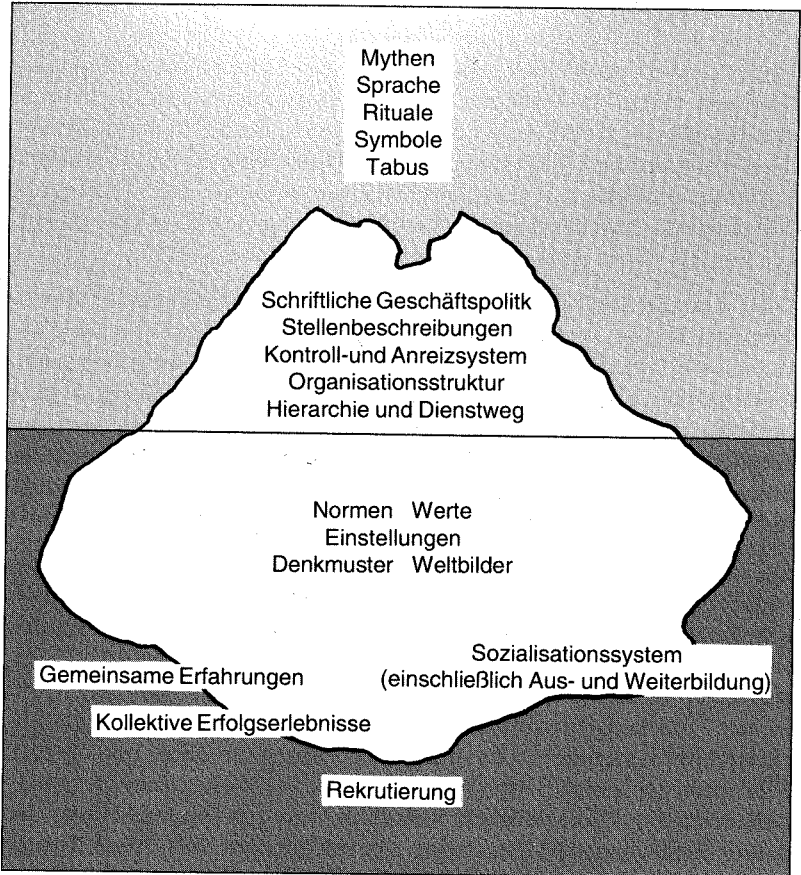 Mythen
Sprache
Rituale
Symbole
Tabus
Schriftliche Geschäftspolitk
Stellenbeschreibungen
Kontroll-und Anreizsystem
Organisationsstruktur
Hierarchie und Dienstweg
Normen Werte
Einstellungen
Denkmuster Weltbilder
Gemeinsame Erfahrungen
Sozialisationssystem
(einschließlich Aus- und Weiterbildung)
Kollektive Erfolgserlebnisse
Rekrutierung